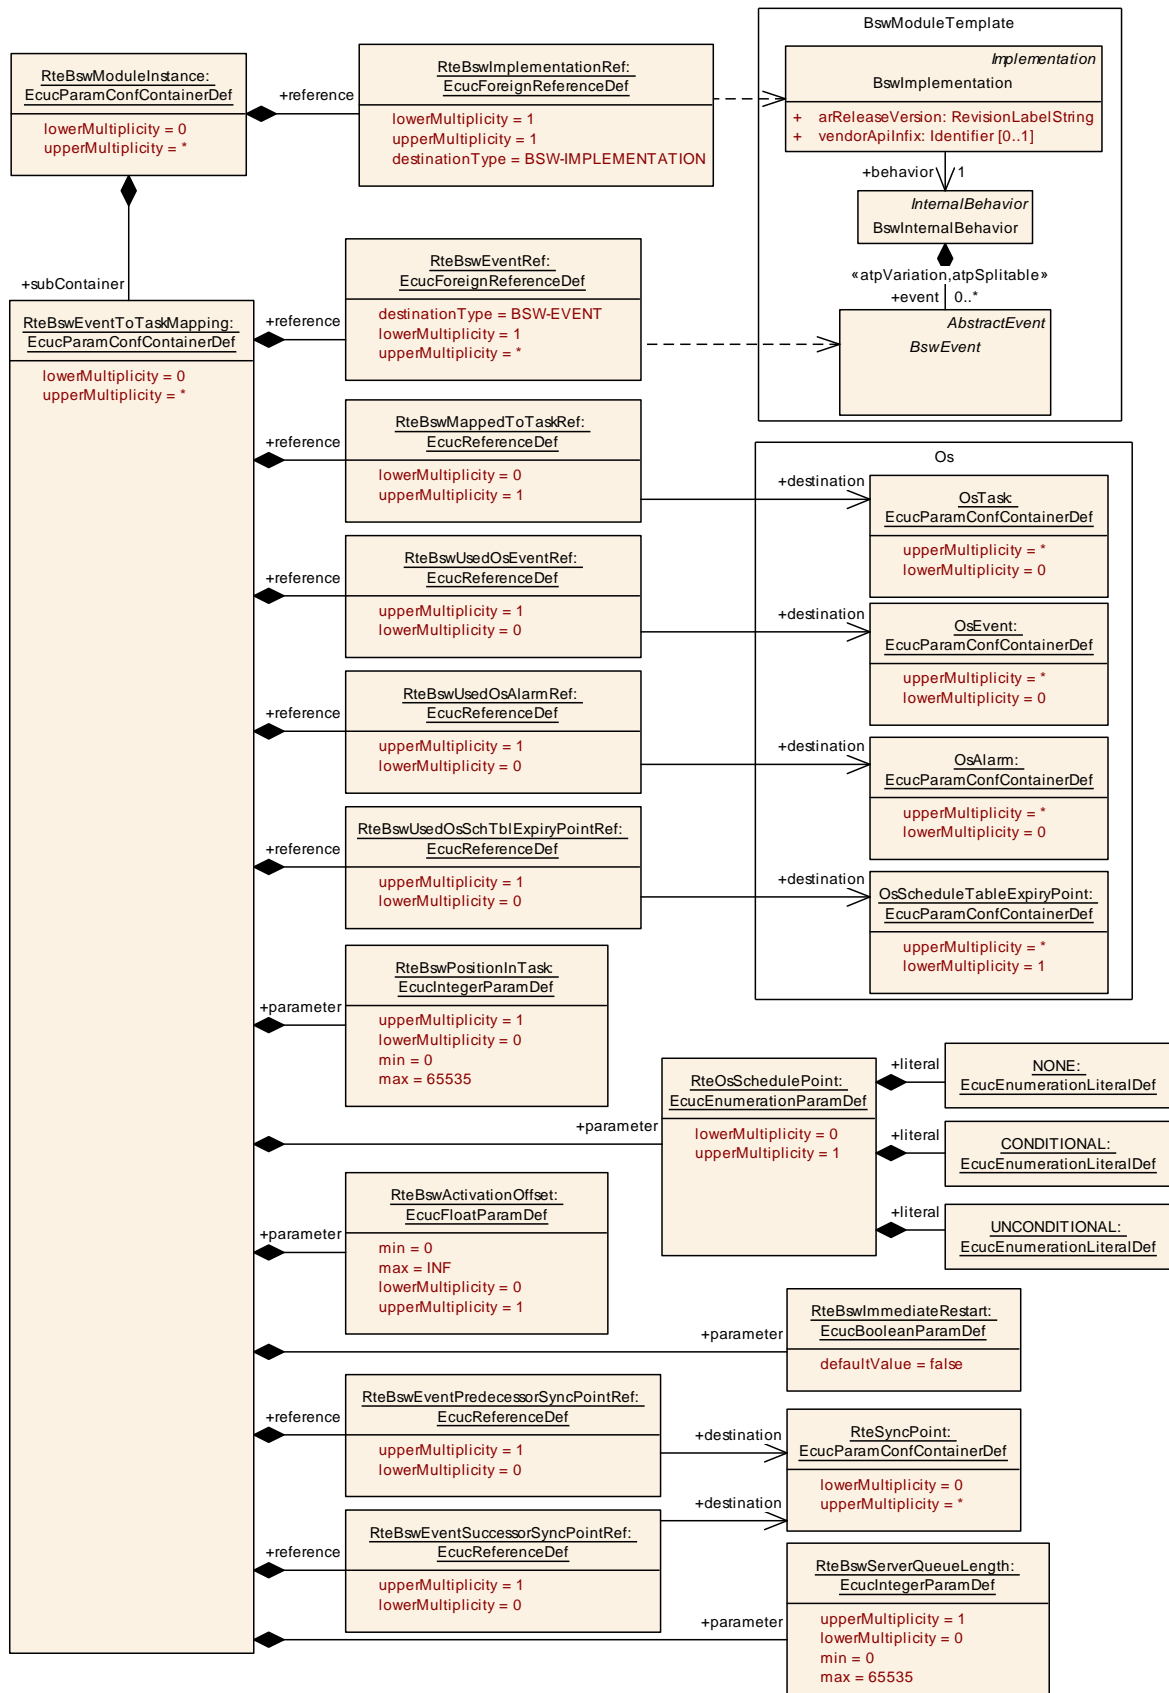 BswModuleTemplate
RteBswModuleInstance:
EcucParamConfContainerDef
lowerMultiplicity = 0
upperMultiplicity = *
+reference
RteBswImplementationRef:
EcucForeignReferenceDef
lowerMultiplicity = 1
upperMultiplicity = 1
destinationType = BSW-IMPLEMENTATION
Implementation
BswImplementation
+ arReleaseVersion: RevisionLabelString
+ vendorApiInfix: Identifier [0..1]
+behavior 1
InternalBehavior
BswInternalBehavior
«atpVariation,atpSplitable»
+event 0..*
AbstractEvent
BswEvent
+subContainer
RteBswEventToTaskMapping:
EcucParamConfContainerDef
lowerMultiplicity = 0
upperMultiplicity = *
+reference
RteBswEventRef:
EcucForeignReferenceDef
destinationType = BSW-EVENT
lowerMultiplicity = 1
upperMultiplicity = *
+reference
RteBswMappedToTaskRef:
EcucReferenceDef
lowerMultiplicity = 0
upperMultiplicity = 1
Os
+destination
OsTask:
EcucParamConfContainerDef
upperMultiplicity = *
lowerMultiplicity = 0
+reference
RteBswUsedOsEventRef:
EcucReferenceDef
upperMultiplicity = 1
lowerMultiplicity = 0
+destination
OsEvent:
EcucParamConfContainerDef
upperMultiplicity = *
lowerMultiplicity = 0
+reference
RteBswUsedOsAlarmRef:
EcucReferenceDef
upperMultiplicity = 1
lowerMultiplicity = 0
+destination
OsAlarm:
EcucParamConfContainerDef
upperMultiplicity = *
lowerMultiplicity = 0
+reference
RteBswUsedOsSchTblExpiryPointRef:
EcucReferenceDef
upperMultiplicity = 1
lowerMultiplicity = 0
+destination
OsScheduleTableExpiryPoint:
EcucParamConfContainerDef
upperMultiplicity = *
lowerMultiplicity = 1
+parameter
RteBswPositionInTask:
EcucIntegerParamDef
upperMultiplicity = 1
lowerMultiplicity = 0
min = 0
max = 65535
+parameter
RteOsSchedulePoint:
EcucEnumerationParamDef
lowerMultiplicity = 0
upperMultiplicity = 1
+literal
NONE:
EcucEnumerationLiteralDef
+literal
CONDITIONAL:
EcucEnumerationLiteralDef
+literal
UNCONDITIONAL:
EcucEnumerationLiteralDef
+parameter
RteBswActivationOffset:
EcucFloatParamDef
min = 0
max = INF
lowerMultiplicity = 0
upperMultiplicity = 1
+parameter
RteBswImmediateRestart:
EcucBooleanParamDef
defaultValue = false
+reference
RteBswEventPredecessorSyncPointRef:
EcucReferenceDef
upperMultiplicity = 1
lowerMultiplicity = 0
+destination
RteSyncPoint:
EcucParamConfContainerDef
lowerMultiplicity = 0
upperMultiplicity = *
+destination
+reference
RteBswEventSuccessorSyncPointRef:
EcucReferenceDef
upperMultiplicity = 1
lowerMultiplicity = 0
+parameter
RteBswServerQueueLength:
EcucIntegerParamDef
upperMultiplicity = 1
lowerMultiplicity = 0
min = 0
max = 65535